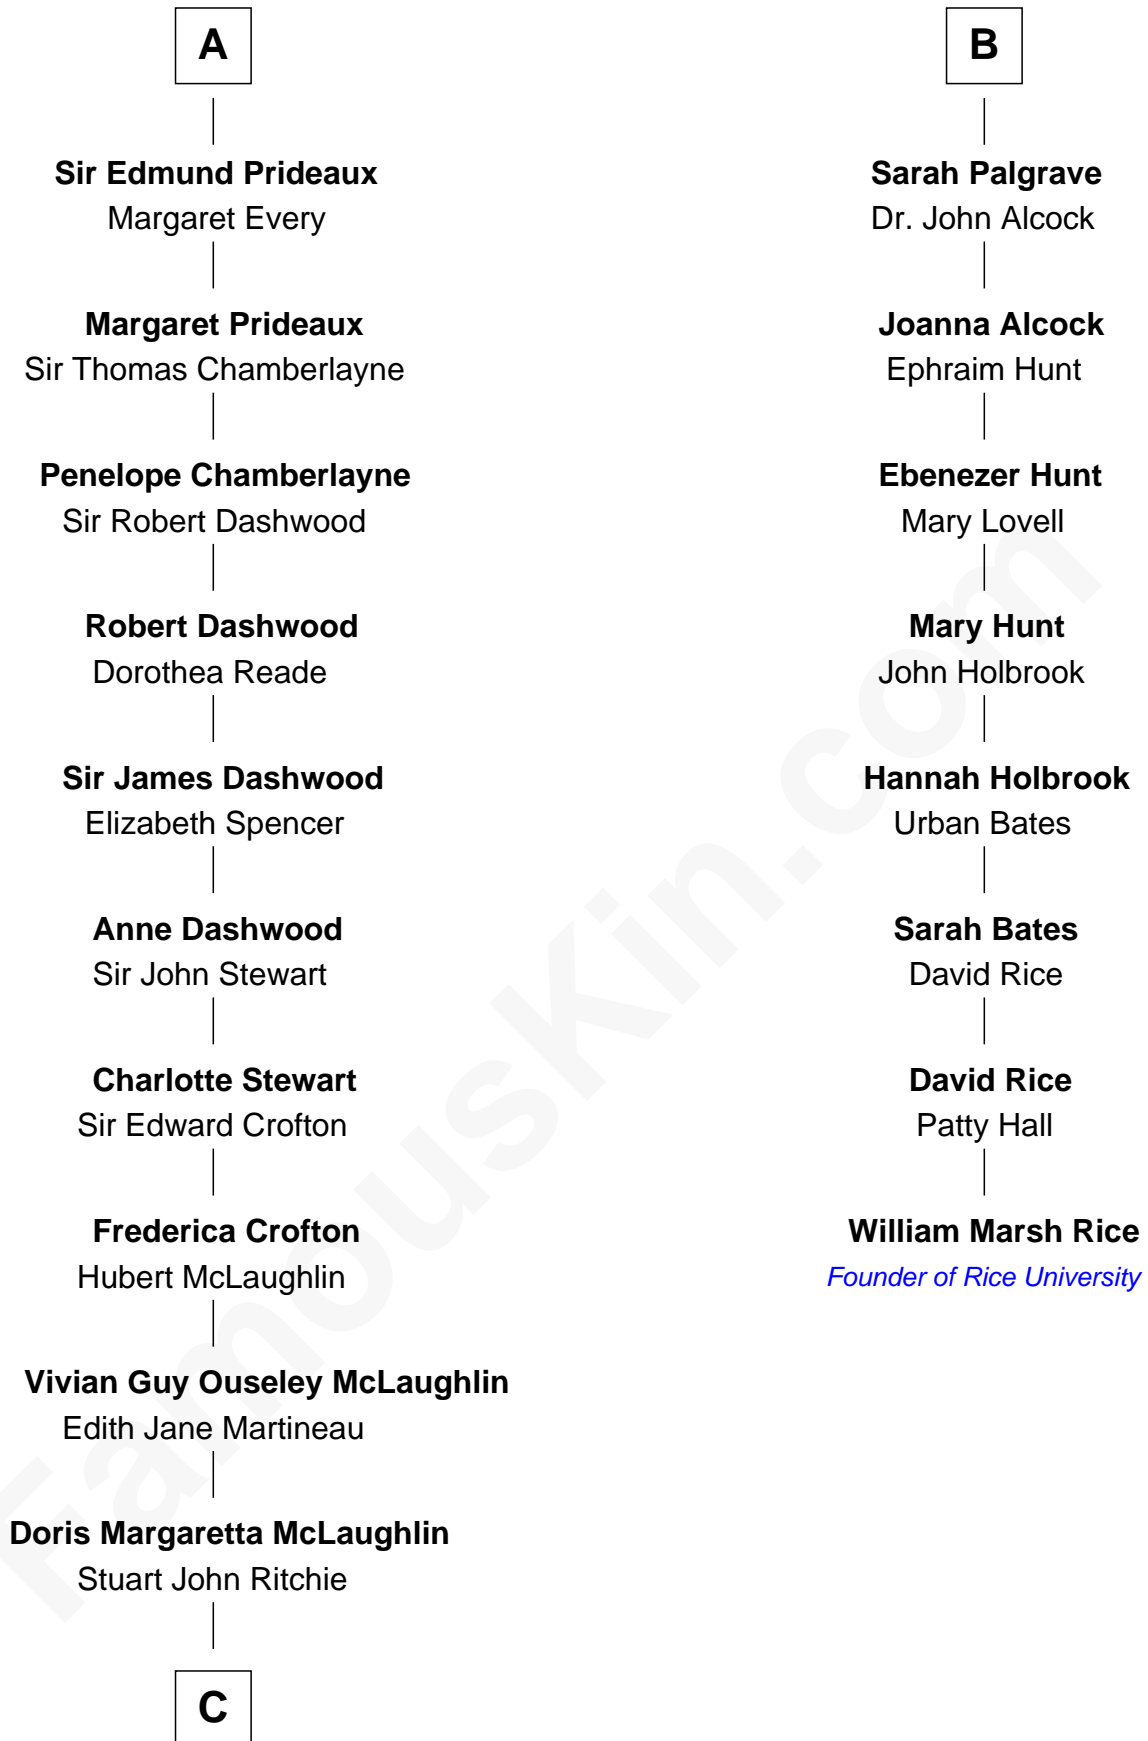 A
Sir Edmund Prideaux
Margaret Every
Margaret Prideaux
Sir Thomas Chamberlayne
Penelope Chamberlayne
Sir Robert Dashwood
Robert Dashwood
Dorothea Reade
Sir James Dashwood
Elizabeth Spencer
Anne Dashwood
Sir John Stewart
Charlotte Stewart
Sir Edward Crofton
Frederica Crofton
Hubert McLaughlin
Vivian Guy Ouseley McLaughlin
Edith Jane Martineau
Doris Margaretta McLaughlin
Stuart John Ritchie
C
B
Sarah Palgrave
Dr. John Alcock
Joanna Alcock
Ephraim Hunt
Ebenezer Hunt
Mary Lovell
Mary Hunt
John Holbrook
Hannah Holbrook
Urban Bates
Sarah Bates
David Rice
David Rice
Patty Hall
William Marsh Rice
Founder of Rice University
FamousKin.com